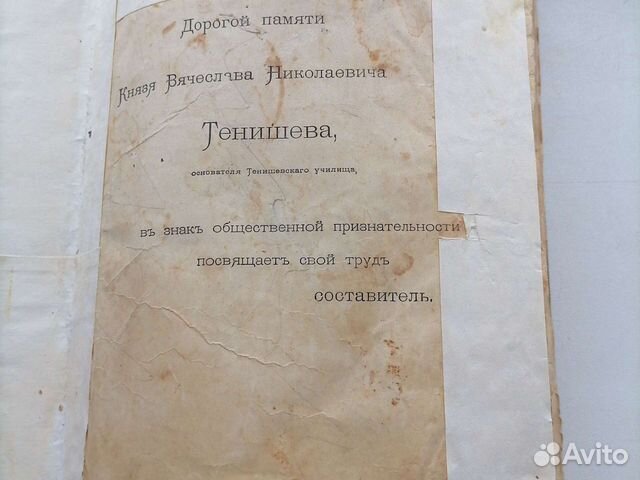 Дорогой памяти
Князя Вячеслава Николаевича
Тенишева,
основателя Тенишевскаго училища,
въ знакъ общественной признательности
посвящаетъ свой трудъ
составитель.
Avito